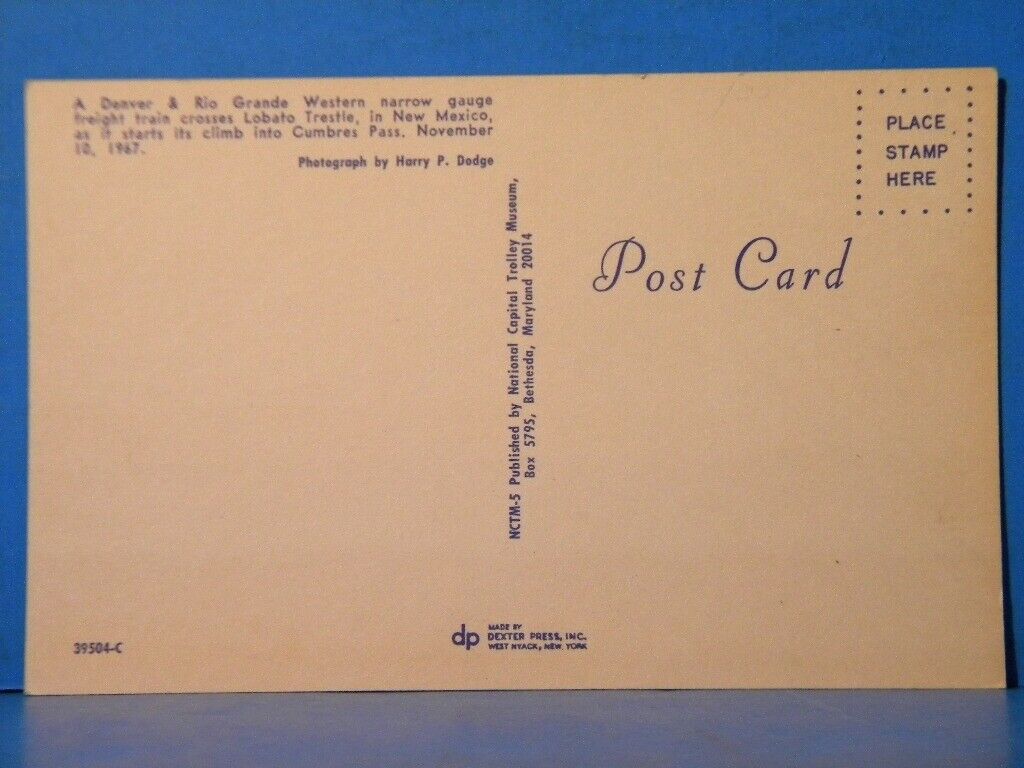 A Denver & Rio Grande Western narrow gauge
freight train crosses Lobato Trestle, in New Mexico,
as it starts its climb into Cumbres Pass. November
10, 1967.
Photograph by Harry P. Dodge
PLACE
STAMP
HERE
Post Card
NCTM-5 Published by National Capital Trolley Museum,
Box 5795, Bethesda, Maryland 20014
39504-C
dp
MADE BY
DEXTER PRESS, INC.
WEST NYACK, NEW YORK